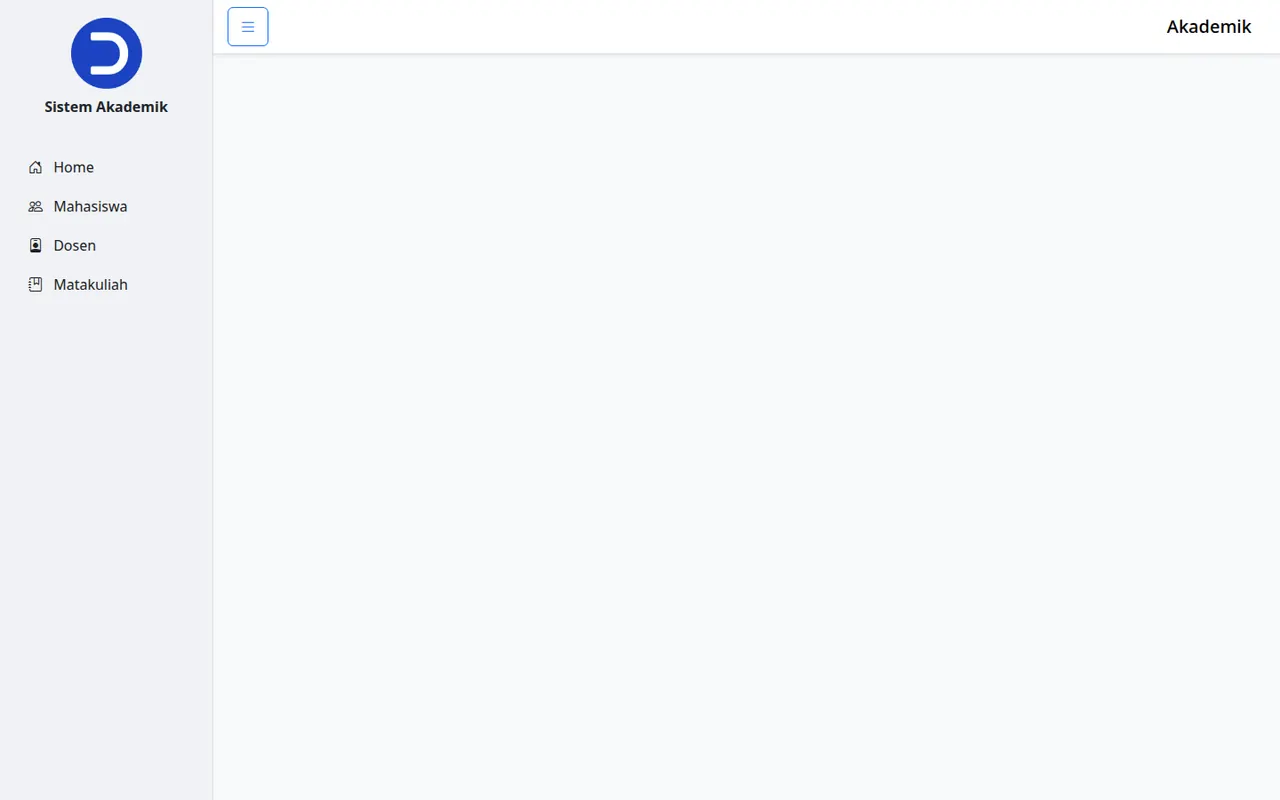 Sistem Akademik
Home
Mahasiswa
Dosen
Matakuliah
Akademik